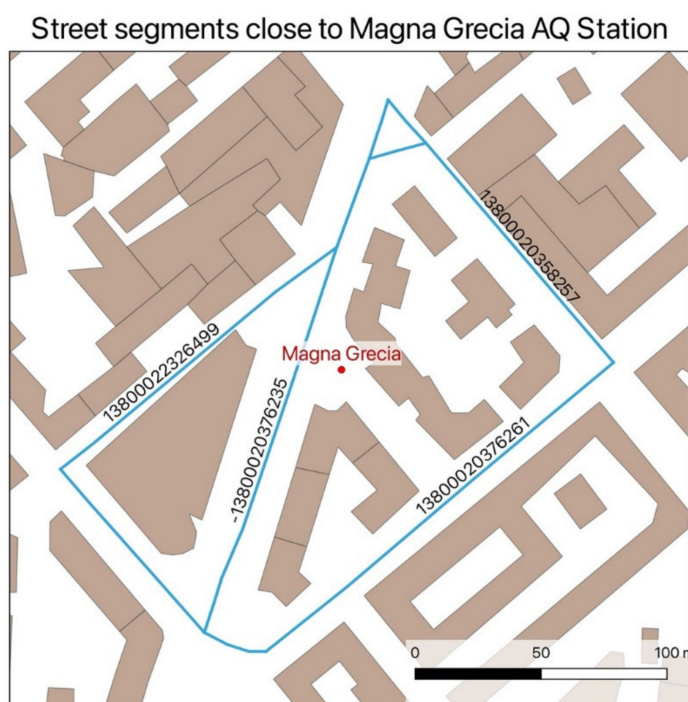 Street segments close to Magna Grecia AQ Station
13800020358257
13800022326499
Magna Grecia
-13800020376235
13800020376261
0 50 100 m